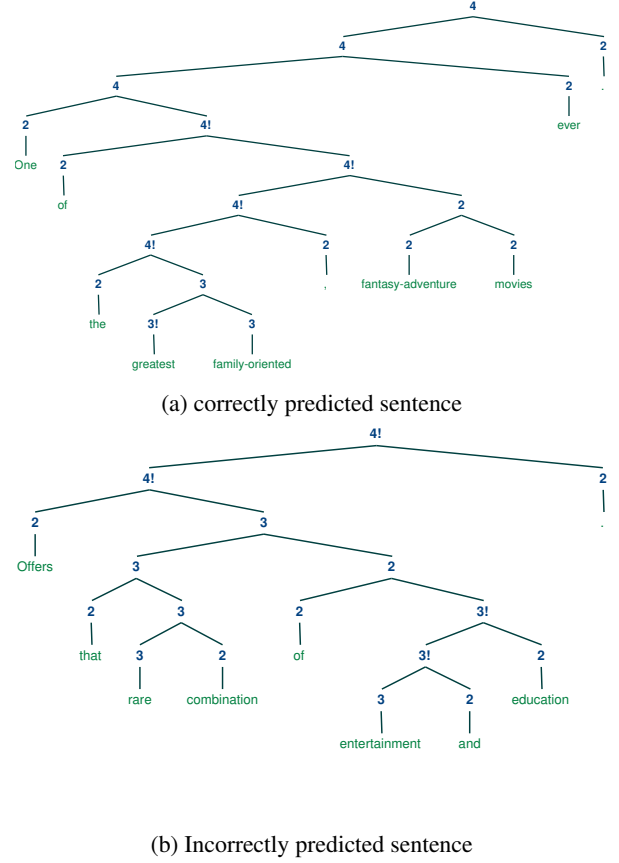 4
4 2
4 2 .
2 4! ever
One 2 4!
of 4! 2
4! 2 2 2
2 3 , fantasy-adventure movies
the 3! 3
greatest family-oriented
(a) correctly predicted sentence
4!
4! 2
2 3 .
Offers 3 2
2 3 2 3!
that 3 2 of 3! 2
rare combination 3 2 education
entertainment and
(b) Incorrectly predicted sentence